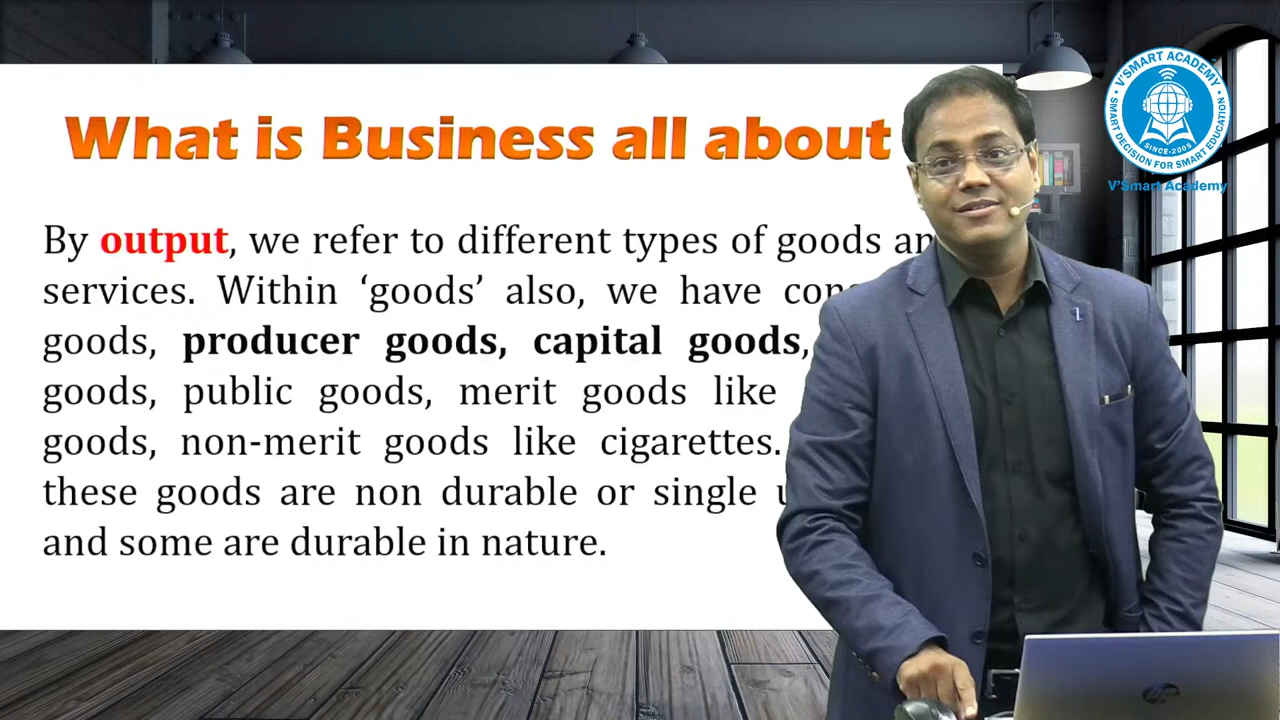 What is Business all about
By output, we refer to different types of goods
services. Within ‘goods’ also, we have
goods, producer goods, capital goods,
goods, public goods, merit goods like
goods, non-merit goods like cigarettes.
these goods are non durable or single
and some are durable in nature.
V'SMART ACADEMY
SMART DECISION FOR SMART EDUCATION
SINCE-2005
V'Smart Academy
hp